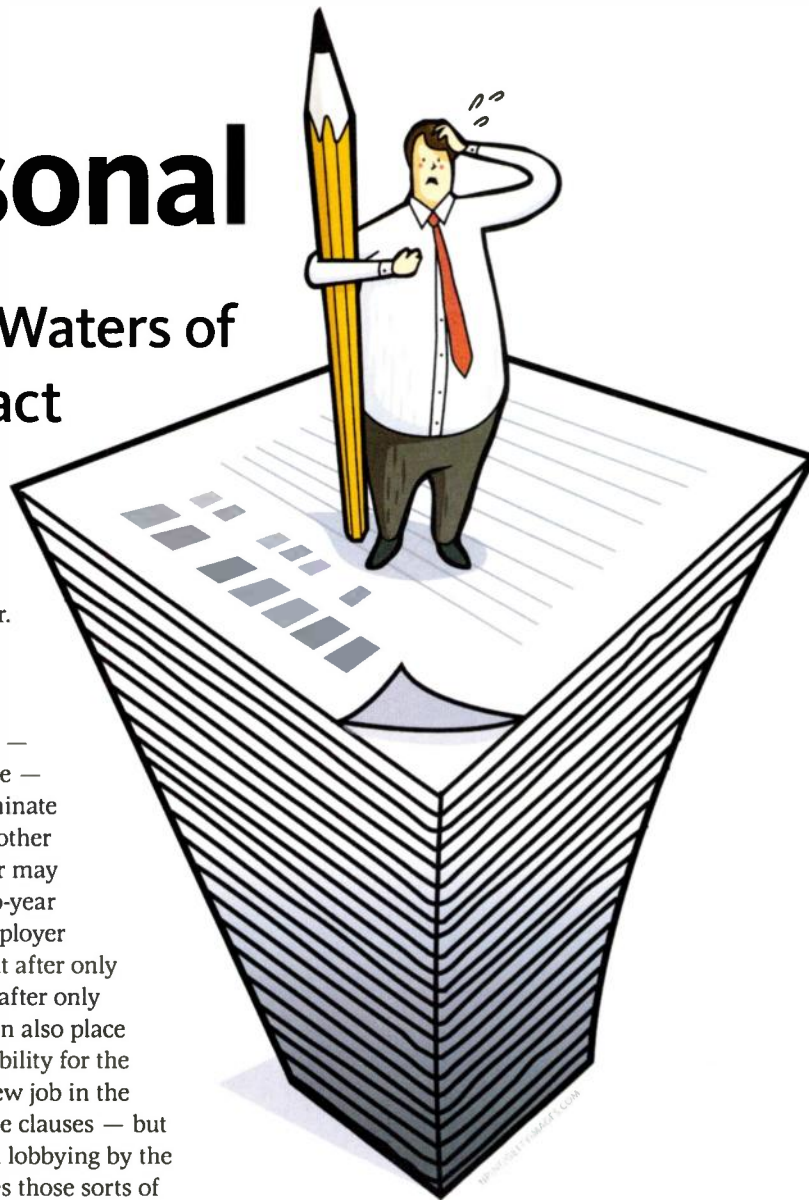 sonal
Waters of
act
r.
—
e —
ninate
other
r may
o-year
ployer
t after only
after only
n also place
bility for the
ew job in the
e clauses — but
lobbying by the
es those sorts of